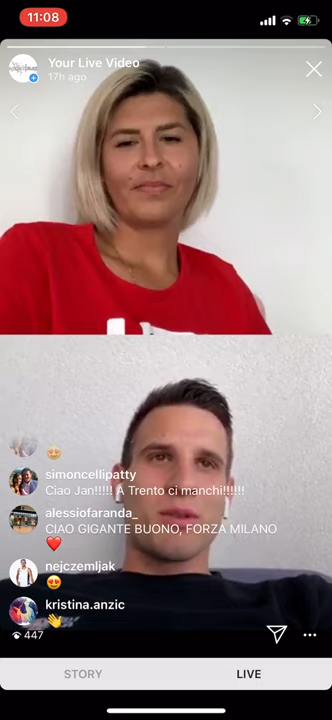 11:08
Your Live Video
17h ago
simoncellipatty
Ciao Jan!!!!! A Trento ci manchi!!!!!!
alessiofaranda_
CIAO GIGANTE BUONO, FORZA MILANO
❤️
nejczemljak
😍
kristina.anzic
👋
447
STORY
LIVE